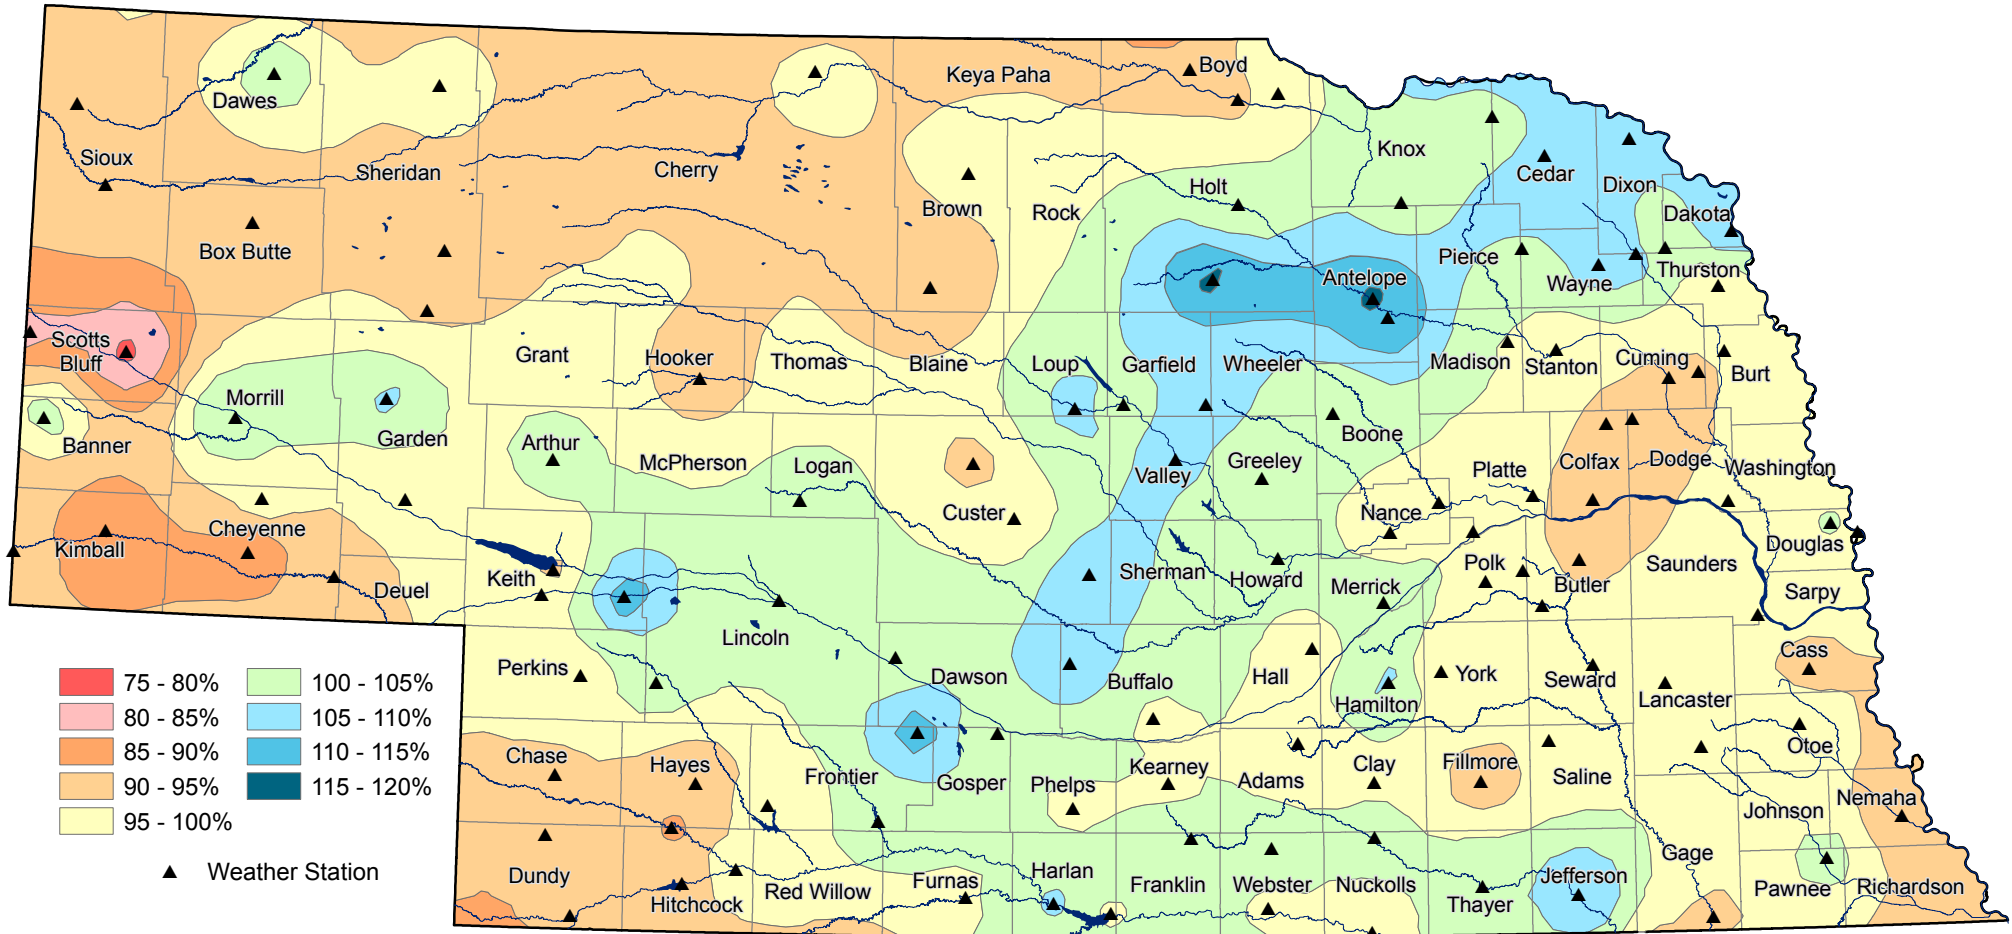 Boyd
Keya Paha
Dawes
Knox
Sioux
Sheridan
Cherry
Cedar
Dixon
Holt
Brown
Rock
Dakota
Box Butte
Pierce
Antelope
Wayne
Thurston
Scotts
Bluff
Grant
Hooker
Thomas
Blaine
Loup
Garfield
Wheeler
Madison
Stanton
Cuming
Burt
Morrill
Garden
Banner
Arthur
McPherson
Logan
Custer
Valley
Greeley
Boone
Platte
Colfax
Dodge
Washington
Nance
Kimball
Cheyenne
Deuel
Keith
Sherman
Howard
Merrick
Polk
Butler
Saunders
Douglas
Sarpy
Lincoln
Perkins
Dawson
Buffalo
Hall
Hamilton
York
Seward
Lancaster
Cass
Otoe
Chase
Hayes
Frontier
Gosper
Phelps
Kearney
Adams
Clay
Fillmore
Saline
Johnson
Nemaha
Dundy
Hitchcock
Red Willow
Furnas
Harlan
Franklin
Webster
Nuckolls
Thayer
Jefferson
Gage
Pawnee
Richardson
75 - 80%
80 - 85%
85 - 90%
90 - 95%
95 - 100%
100 - 105%
105 - 110%
110 - 115%
115 - 120%
Weather Station